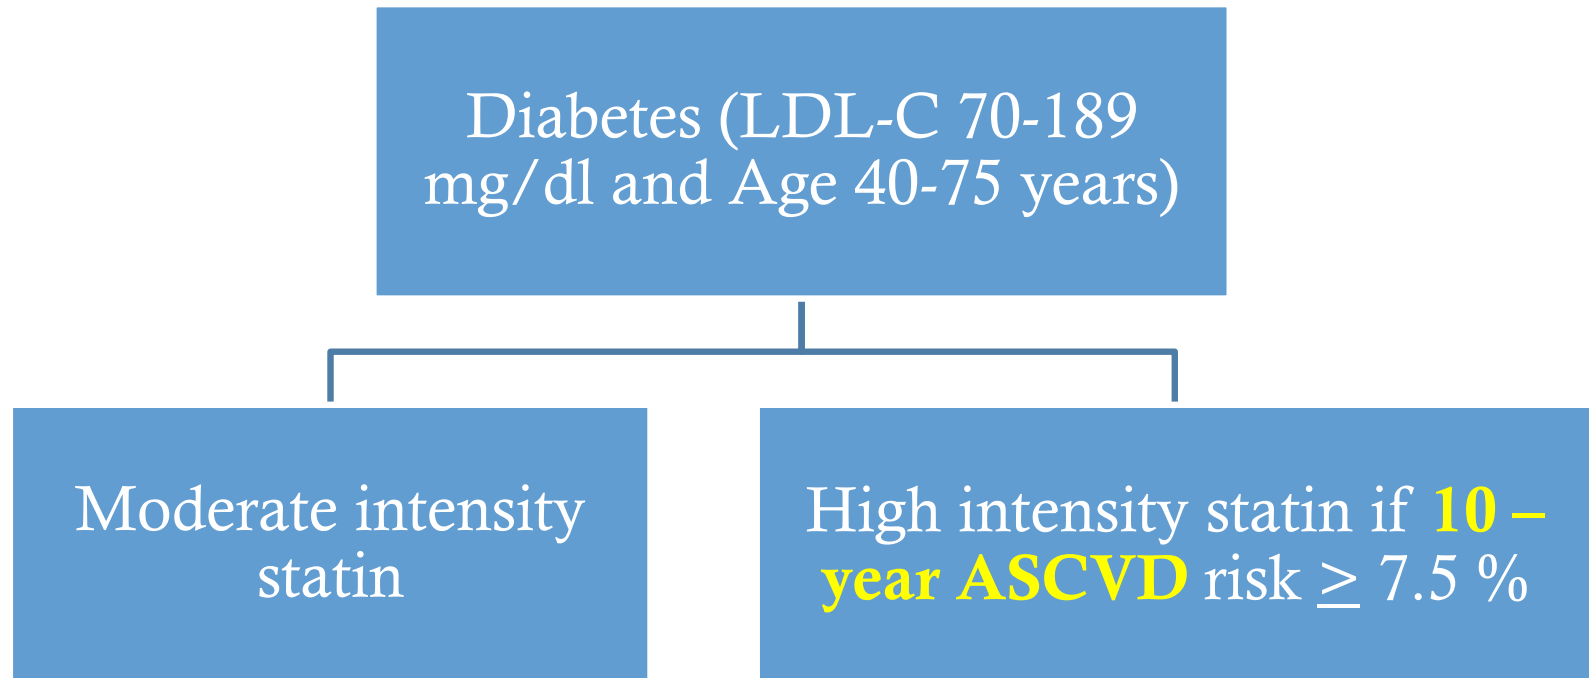 Diabetes (LDL-C 70-189
mg/dl and Age 40-75 years)
Moderate intensity
statin
High intensity statin if 10 –
year ASCVD risk ≥ 7.5 %